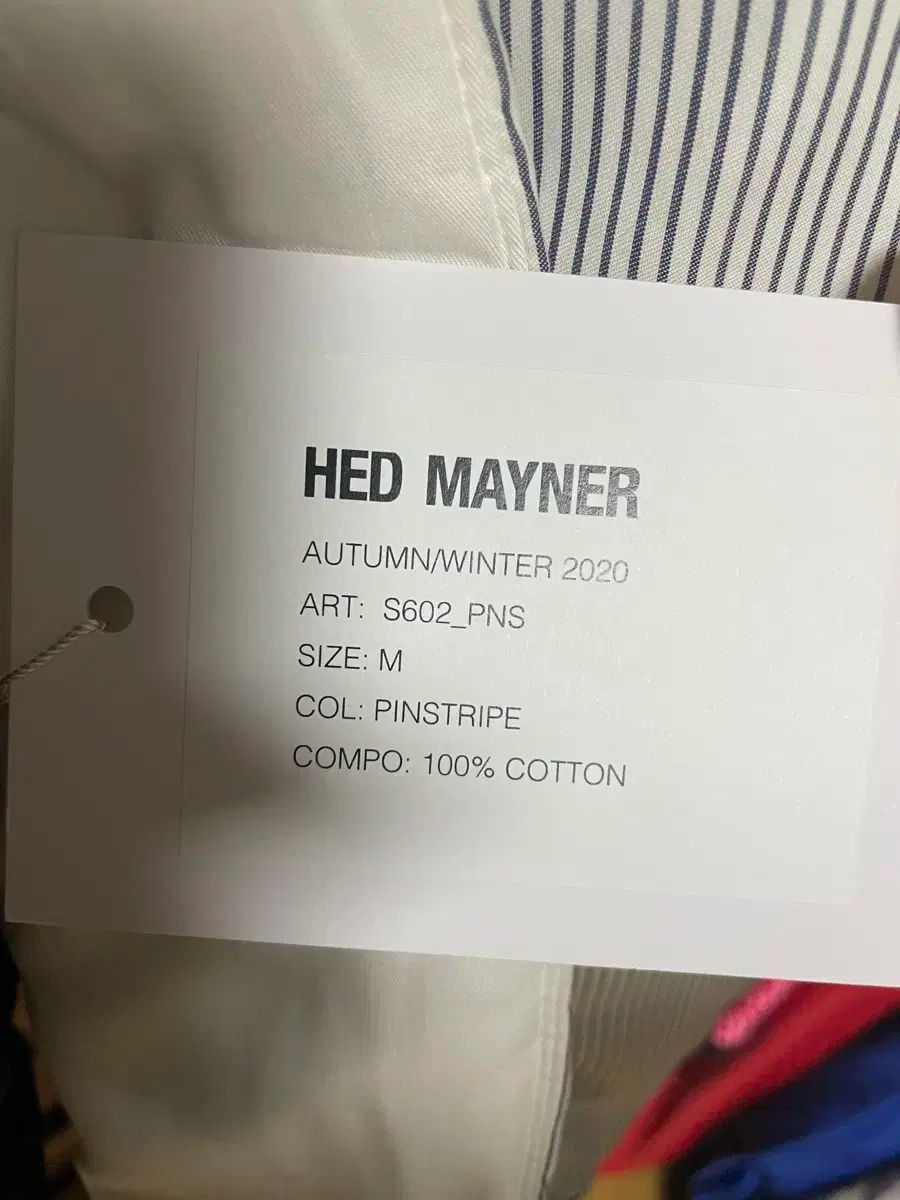 HED MAYNER
AUTUMN/WINTER 2020
ART: S602_PNS
SIZE: M
COL: PINSTRIPE
COMPO: 100% COTTON